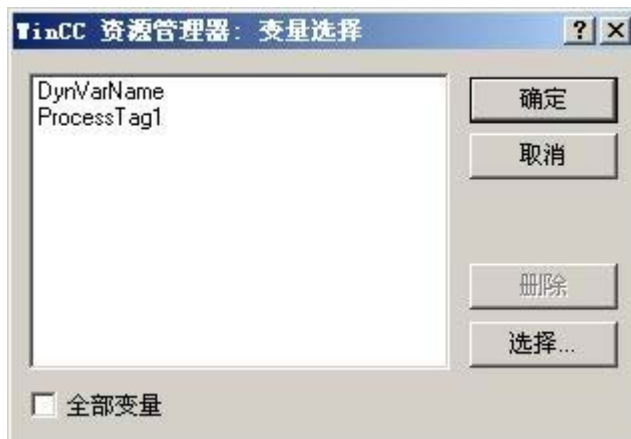 WinCC 资源管理器: 变量选择
DynVarName
ProcessTag1
确定
取消
删除
选择...
全部变量